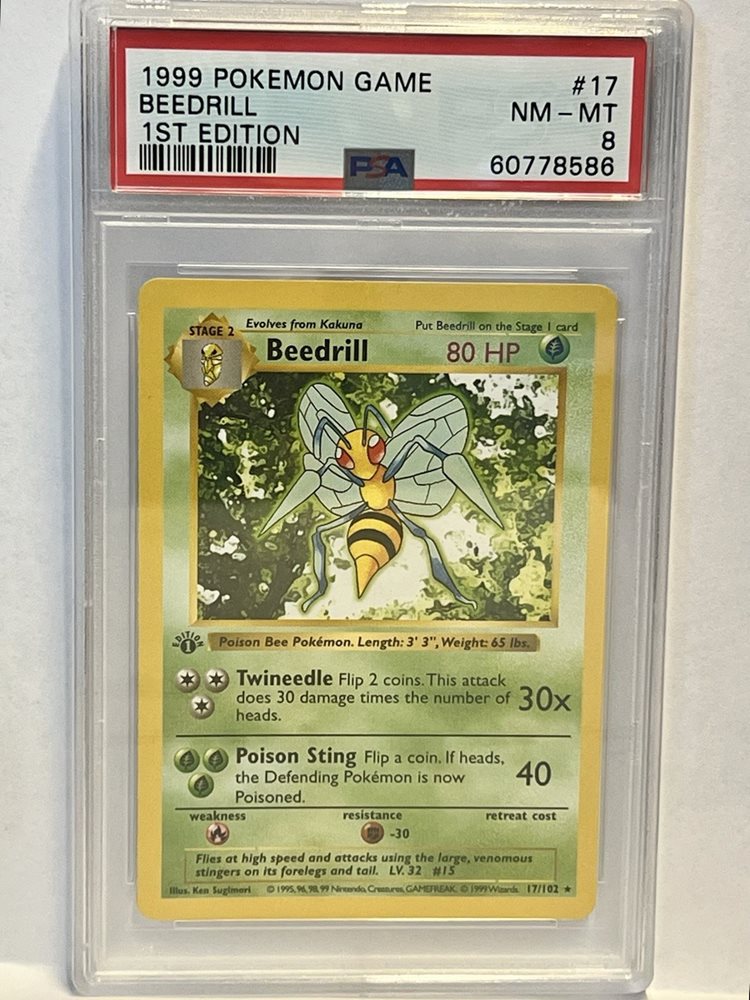 1999 POKEMON GAME #17
BEEDRILL NM - MT
1ST EDITION 8
PSA 60778586
STAGE 2 Evolves from Kakuna Put Beedrill on the Stage 1 card
Beedrill 80 HP
EDITION 1
Poison Bee Pokémon. Length: 3' 3", Weight: 65 lbs.
Twineedle Flip 2 coins. This attack
does 30 damage times the number of 30x
heads.
Poison Sting Flip a coin. If heads,
the Defending Pokémon is now 40
Poisoned.
weakness resistance retreat cost
-30
Flies at high speed and attacks using the large, venomous
stingers on its forelegs and tail. LV. 32 #15
Illus. Ken Sugimori © 1995, 96, 98, 99 Nintendo, Creatures, GAMEFREAK. © 1999 Wizards. 17/102 ★